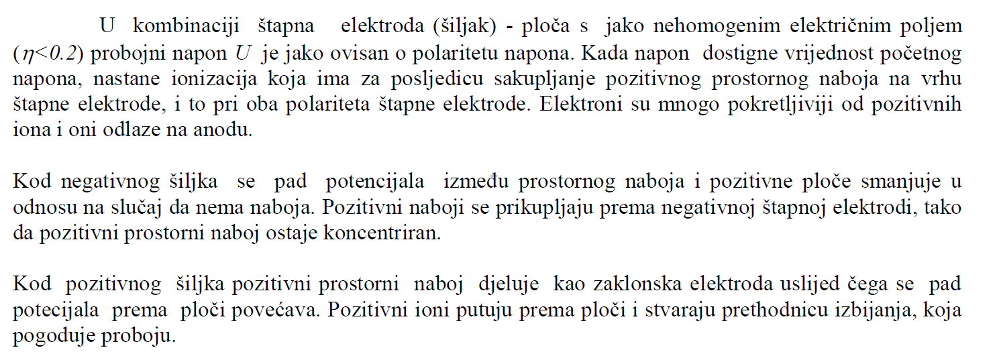 U kombinaciji štapna elektroda (šiljak) - ploča s jako nehomogenim električnim poljem
(η<0.2) probojni napon U je jako ovisan o polaritetu napona. Kada napon dostigne vrijednost početnog
napona, nastane ionizacija koja ima za posljedicu sakupljanje pozitivnog prostornog naboja na vrhu
štapne elektrode, i to pri oba polariteta štapne elektrode. Elektroni su mnogo pokretljiviji od pozitivnih
iona i oni odlaze na anodu.
Kod negativnog šiljka se pad potencijala između prostornog naboja i pozitivne ploče smanjuje u
odnosu na slučaj da nema naboja. Pozitivni naboji se prikupljaju prema negativnoj štapnoj elektrodi, tako
da pozitivni prostorni naboj ostaje koncentriran.
Kod pozitivnog šiljka pozitivni prostorni naboj djeluje kao zaklonska elektroda uslijed čega se pad
potecijala prema ploči povećava. Pozitivni ioni putuju prema ploči i stvaraju prethodnicu izbijanja, koja
pogoduje proboju.